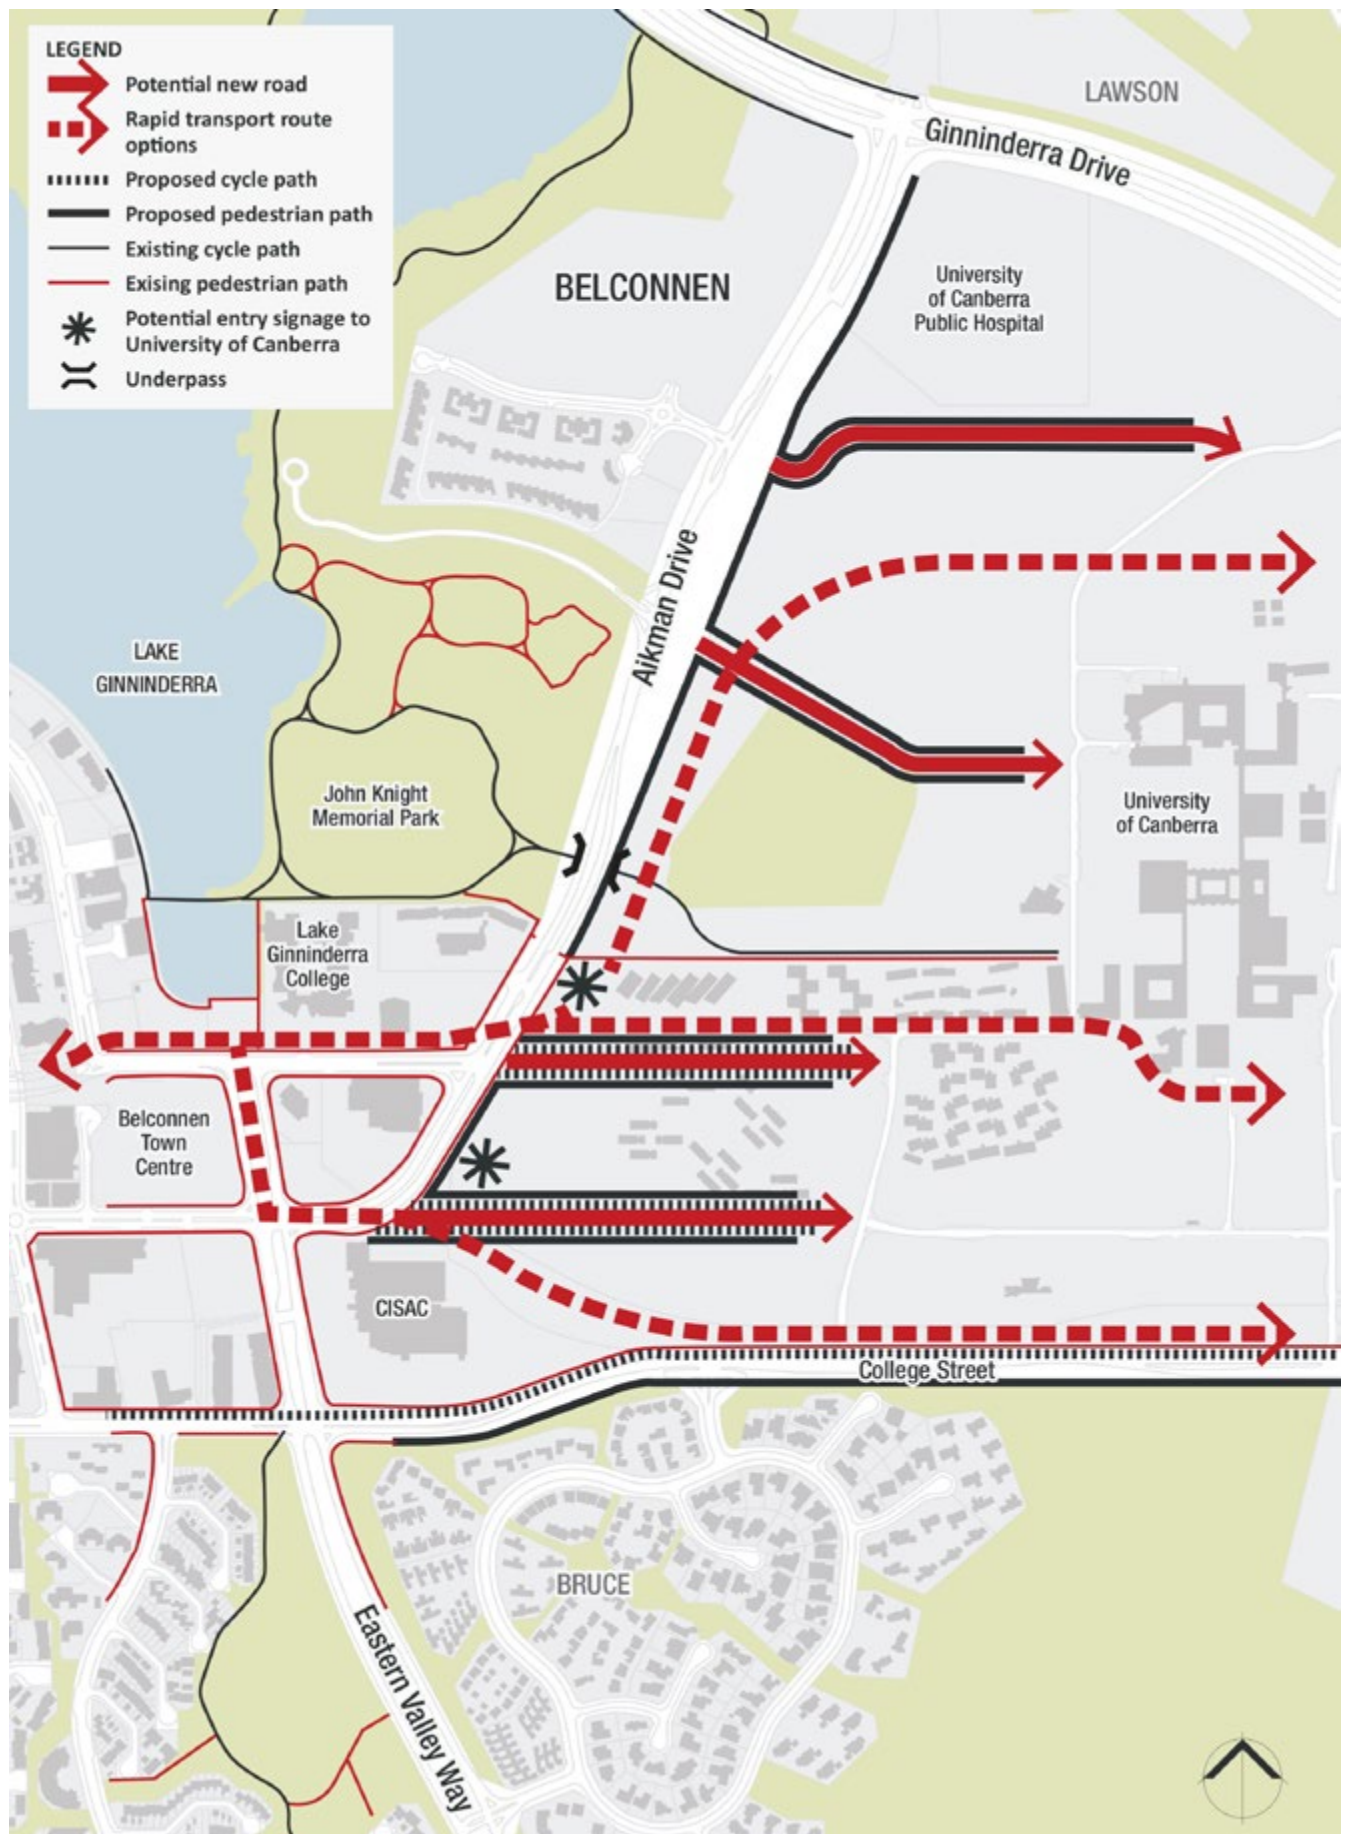 LEGEND
Potential new road
Rapid transport route
options
Proposed cycle path
Proposed pedestrian path
Existing cycle path
Exising pedestrian path
Potential entry signage to
University of Canberra
Underpass
LAWSON
Ginninderra Drive
BELCONNEN
University
of Canberra
Public Hospital
Aikman Drive
LAKE
GINNINDERRA
John Knight
Memorial Park
University
of Canberra
Lake
Ginninderra
College
Belconnen
Town
Centre
CISAC
College Street
BRUCE
Eastern Valley Way